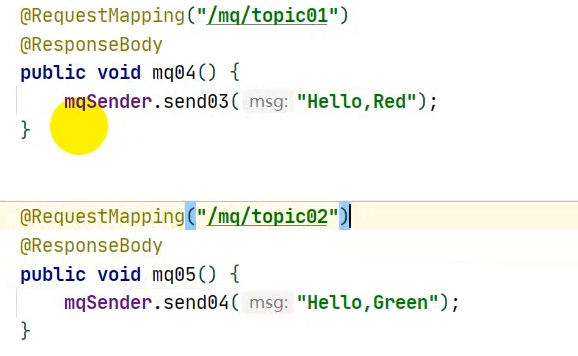 @RequestMapping("/mq/topic01")
@ResponseBody
public void mq04() {
mqSender.send03( msg: "Hello,Red");
}
@RequestMapping("/mq/topic02")
@ResponseBody
public void mq05() {
mqSender.send04( msg: "Hello,Green");
}